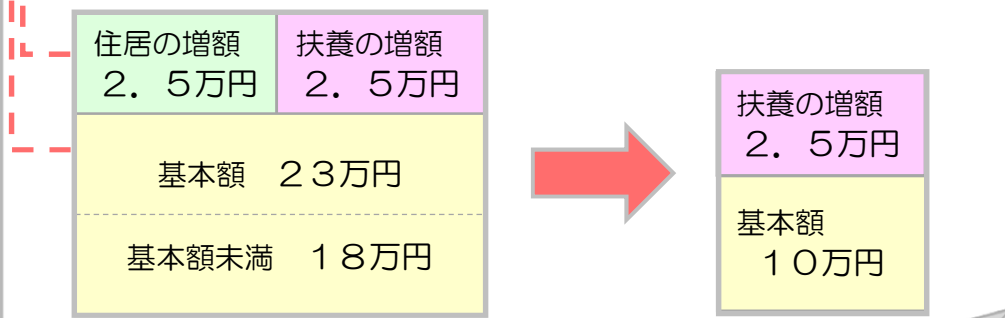 住居の増額
２．５万円
扶養の増額
２．５万円
基本額　２３万円
基本額未満　１８万円
扶養の増額
２．５万円
基本額
１０万円